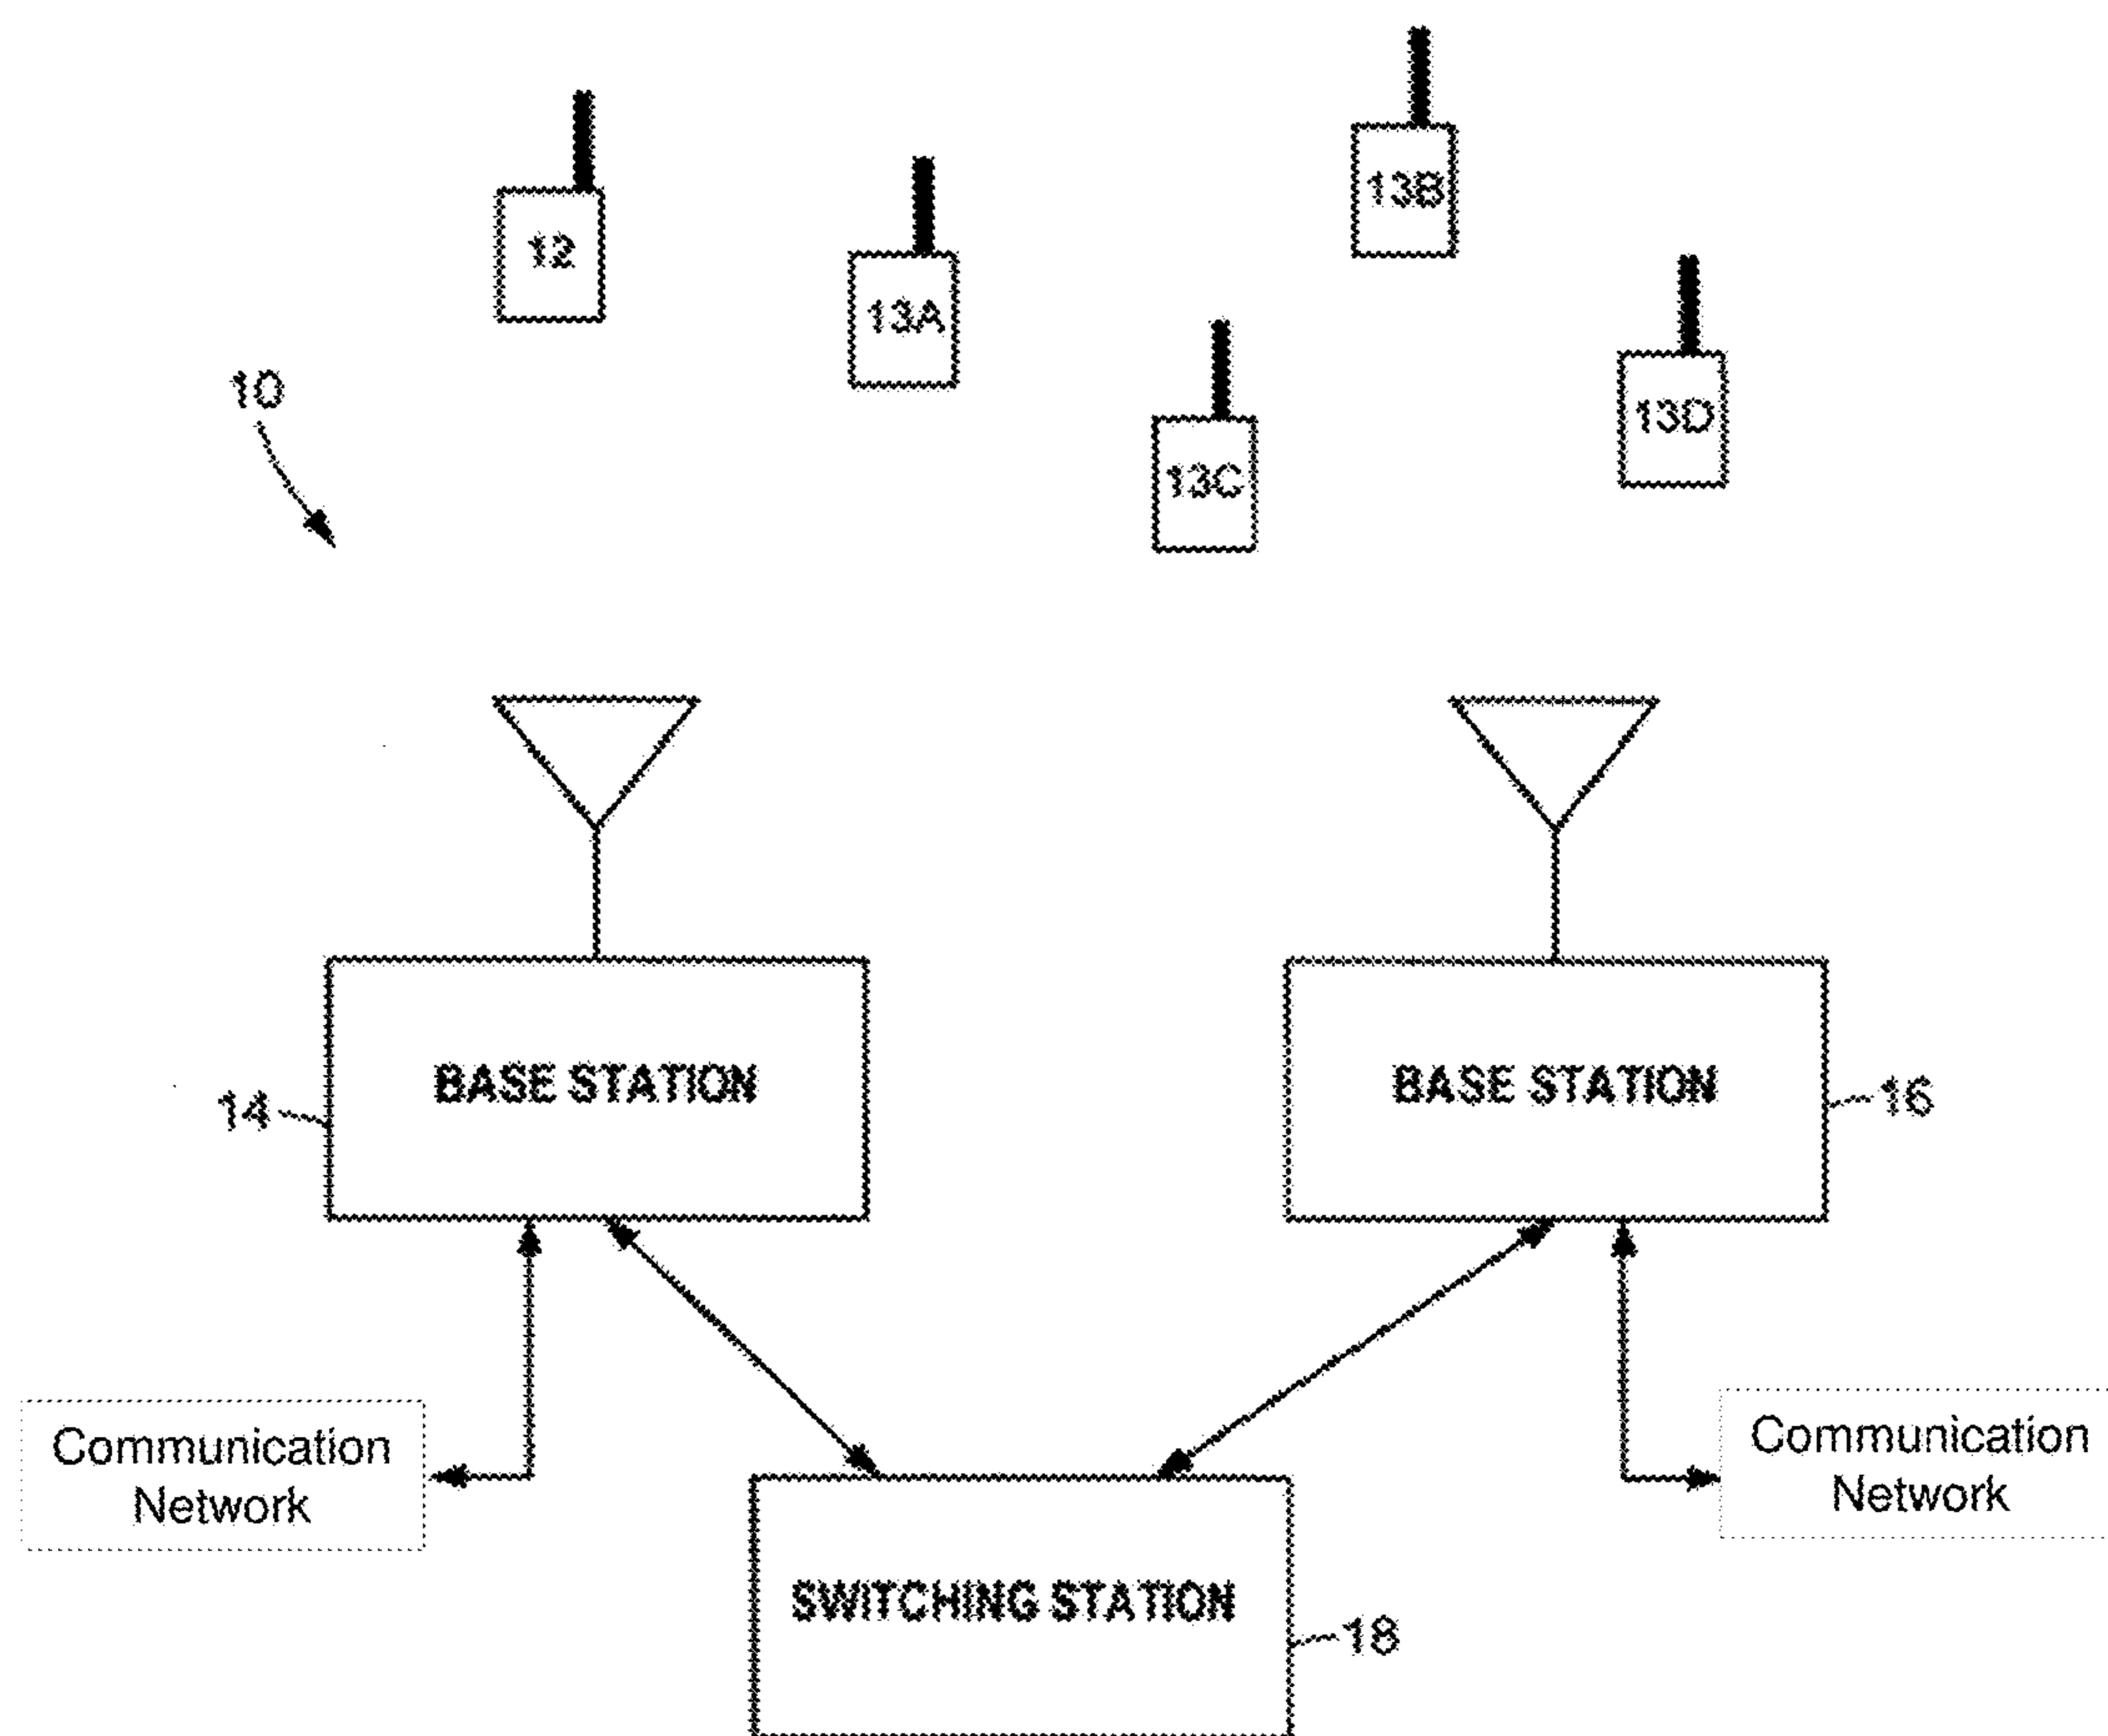 13B
12
13A
10
13D
13C
BASE STATION
BASE STATION
14
16
Communication
Network
Communication
Network
SWITCHING STATION
18